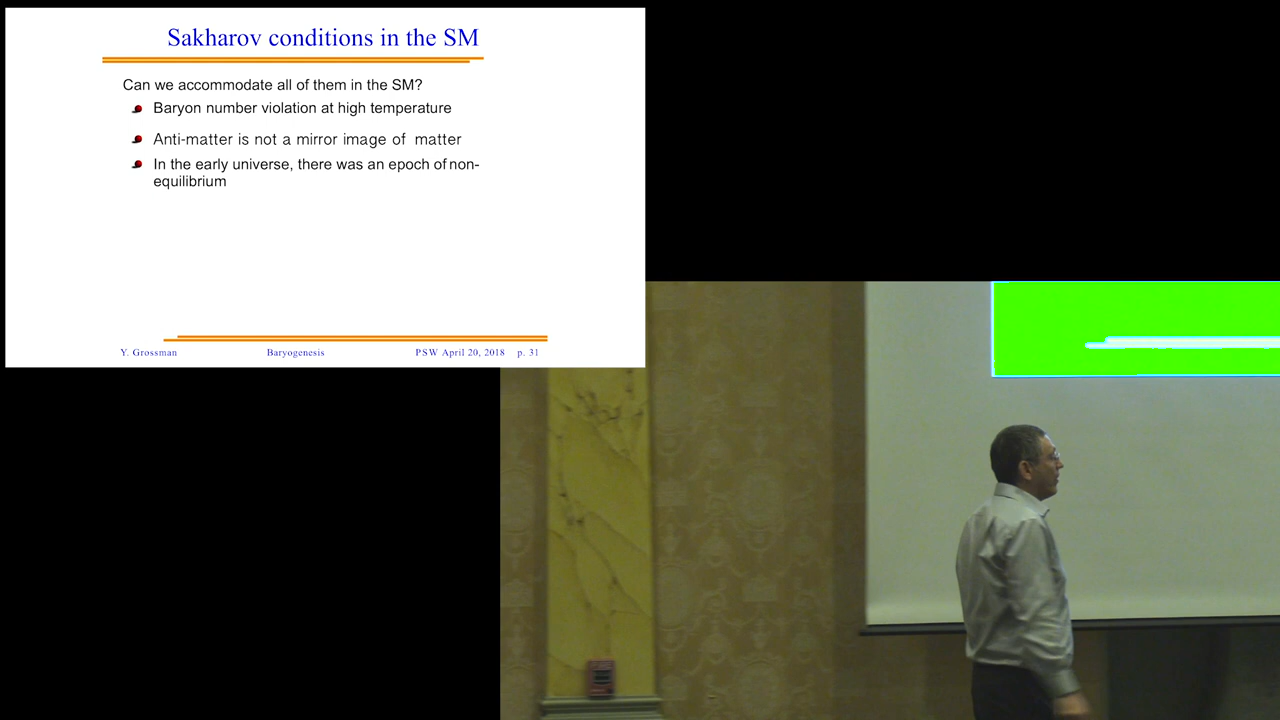 Sakharov conditions in the SM
Can we accommodate all of them in the SM?
Baryon number violation at high temperature
Anti-matter is not a mirror image of matter
In the early universe, there was an epoch of non-
equilibrium
Y. Grossman Baryogenesis PSW April 20, 2018 p. 31